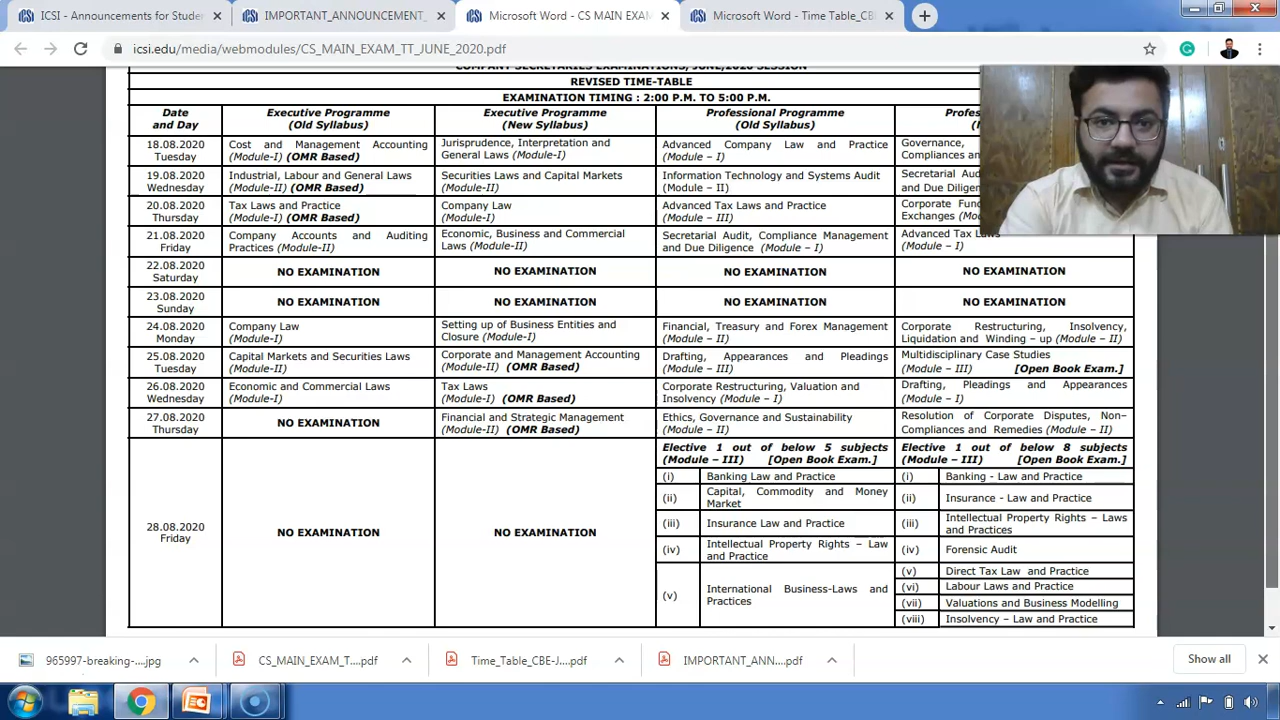 ICSI - Announcements for Studen
IMPORTANT_ANNOUNCEMENT_
Microsoft Word - CS MAIN EXAM
Microsoft Word - Time Table_CBE
icsi.edu/media/webmodules/CS_MAIN_EXAM_TT_JUNE_2020.pdf
COMPANY SECRETARIES EXAMINATIONS, JUNE,2020 SESSION
REVISED TIME-TABLE
EXAMINATION TIMING : 2:00 P.M. TO 5:00 P.M.
Date and Day
Executive Programme
(Old Syllabus)
Executive Programme
(New Syllabus)
Professional Programme
(Old Syllabus)
18.08.2020
Tuesday
Cost and Management Accounting
(Module-I) (OMR Based)
Jurisprudence, Interpretation and
General Laws (Module-I)
Advanced Company Law and Practice
(Module – I)
Governance,
Compliances an
19.08.2020
Wednesday
Industrial, Labour and General Laws
(Module-II) (OMR Based)
Securities Laws and Capital Markets
(Module-II)
Information Technology and Systems Audit
(Module – II)
Secretarial Aud
and Due Diligen
20.08.2020
Thursday
Tax Laws and Practice
(Module-I) (OMR Based)
Company Law
(Module-I)
Advanced Tax Laws and Practice
(Module – III)
Corporate Fund
Exchanges (Mo
21.08.2020
Friday
Company Accounts and Auditing
Practices (Module-II)
Economic, Business and Commercial
Laws (Module-II)
Secretarial Audit, Compliance Management
and Due Diligence (Module – I)
Advanced Tax Laws
(Module – I)
22.08.2020
Saturday
NO EXAMINATION
NO EXAMINATION
NO EXAMINATION
NO EXAMINATION
23.08.2020
Sunday
NO EXAMINATION
NO EXAMINATION
NO EXAMINATION
NO EXAMINATION
24.08.2020
Monday
Company Law
(Module-I)
Setting up of Business Entities and
Closure (Module-I)
Financial, Treasury and Forex Management
(Module – II)
Corporate Restructuring, Insolvency,
Liquidation and Winding – up (Module – II)
25.08.2020
Tuesday
Capital Markets and Securities Laws
(Module-II)
Corporate and Management Accounting
(Module-II) (OMR Based)
Drafting, Appearances and Pleadings
(Module – III)
Multidisciplinary Case Studies
(Module – III) [Open Book Exam.]
26.08.2020
Wednesday
Economic and Commercial Laws
(Module-I)
Tax Laws
(Module-I) (OMR Based)
Corporate Restructuring, Valuation and
Insolvency (Module – I)
Drafting, Pleadings and Appearances
(Module – I)
27.08.2020
Thursday
NO EXAMINATION
Financial and Strategic Management
(Module-II) (OMR Based)
Ethics, Governance and Sustainability
(Module – II)
Resolution of Corporate Disputes, Non–
Compliances and Remedies (Module – II)
28.08.2020
Friday
NO EXAMINATION
NO EXAMINATION
Elective 1 out of below 5 subjects
(Module – III) [Open Book Exam.]
(i) Banking Law and Practice
(ii) Capital, Commodity and Money
Market
(iii) Insurance Law and Practice
(iv) Intellectual Property Rights – Law
and Practice
(v) International Business-Laws and
Practices
Elective 1 out of below 8 subjects
(Module – III) [Open Book Exam.]
(i) Banking - Law and Practice
(ii) Insurance - Law and Practice
(iii) Intellectual Property Rights – Laws
and Practices
(iv) Forensic Audit
(v) Direct Tax Law and Practice
(vi) Labour Laws and Practice
(vii) Valuations and Business Modelling
(viii) Insolvency – Law and Practice
965997-breaking-....jpg
CS_MAIN_EXAM_T....pdf
Time_Table_CBE-J....pdf
IMPORTANT_ANN....pdf
Show all